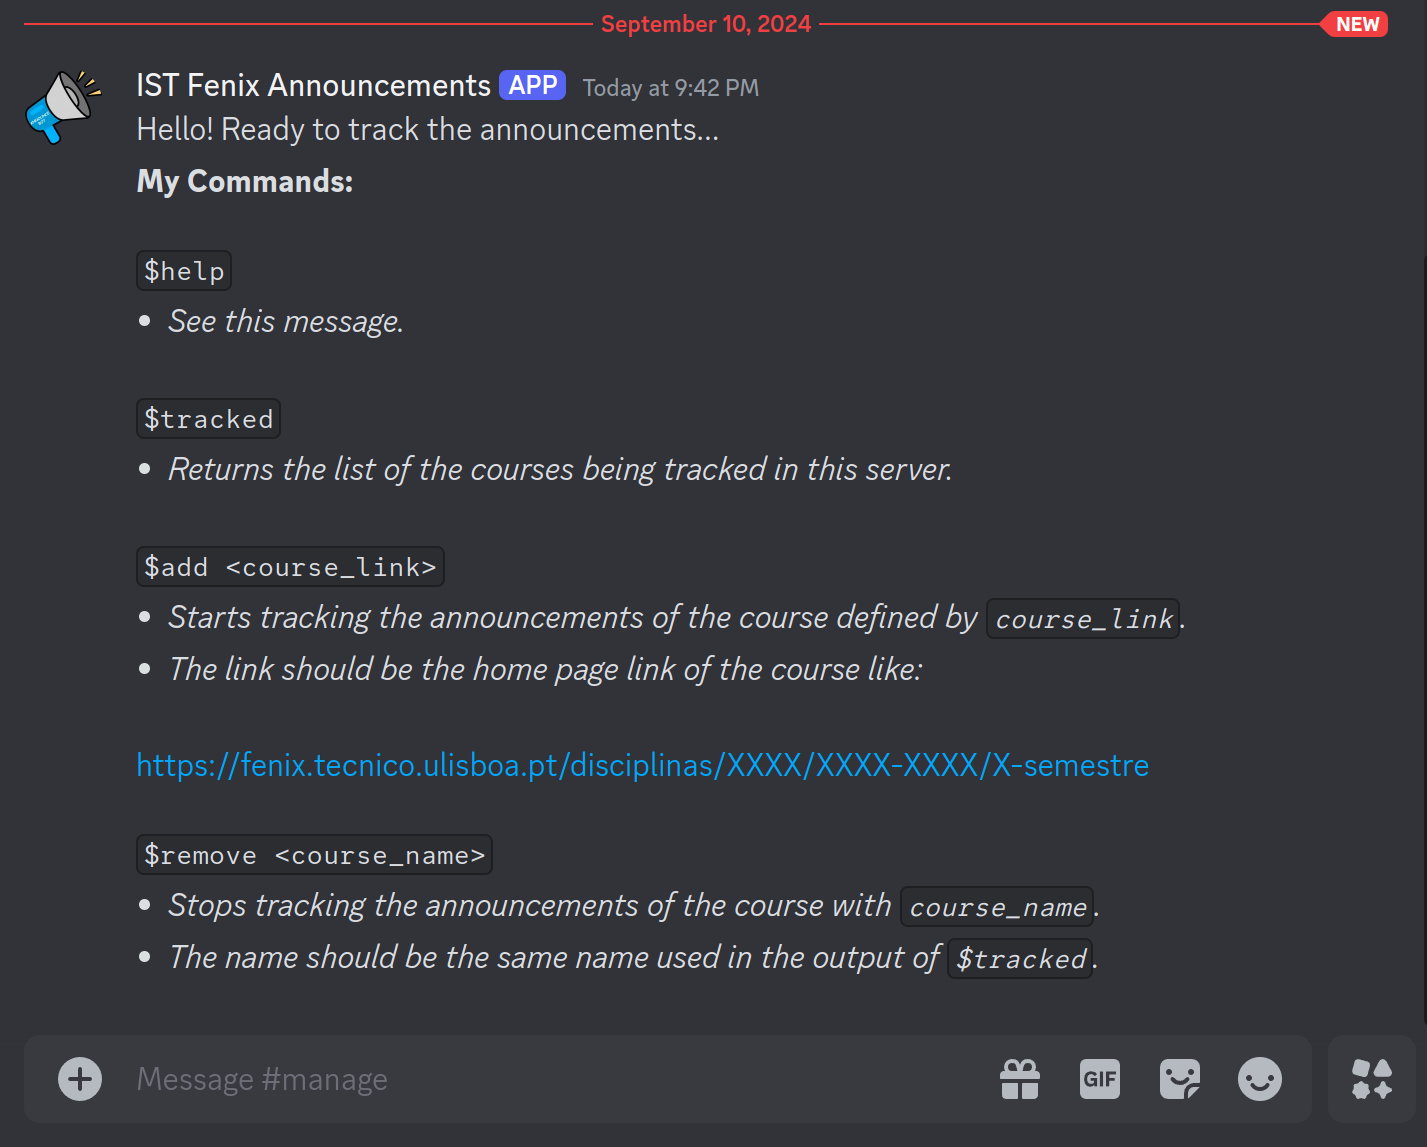 September 10, 2024 NEW
IST Fenix Announcements APP Today at 9:42 PM
Hello! Ready to track the announcements...
My Commands:
$help
• See this message.
$tracked
• Returns the list of the courses being tracked in this server.
$add <course_link>
• Starts tracking the announcements of the course defined by course_link.
• The link should be the home page link of the course like:
https://fenix.tecnico.ulisboa.pt/disciplinas/XXXX/XXXX-XXXX/X-semestre
$remove <course_name>
• Stops tracking the announcements of the course with course_name.
• The name should be the same name used in the output of $tracked.
Message #manage GIF